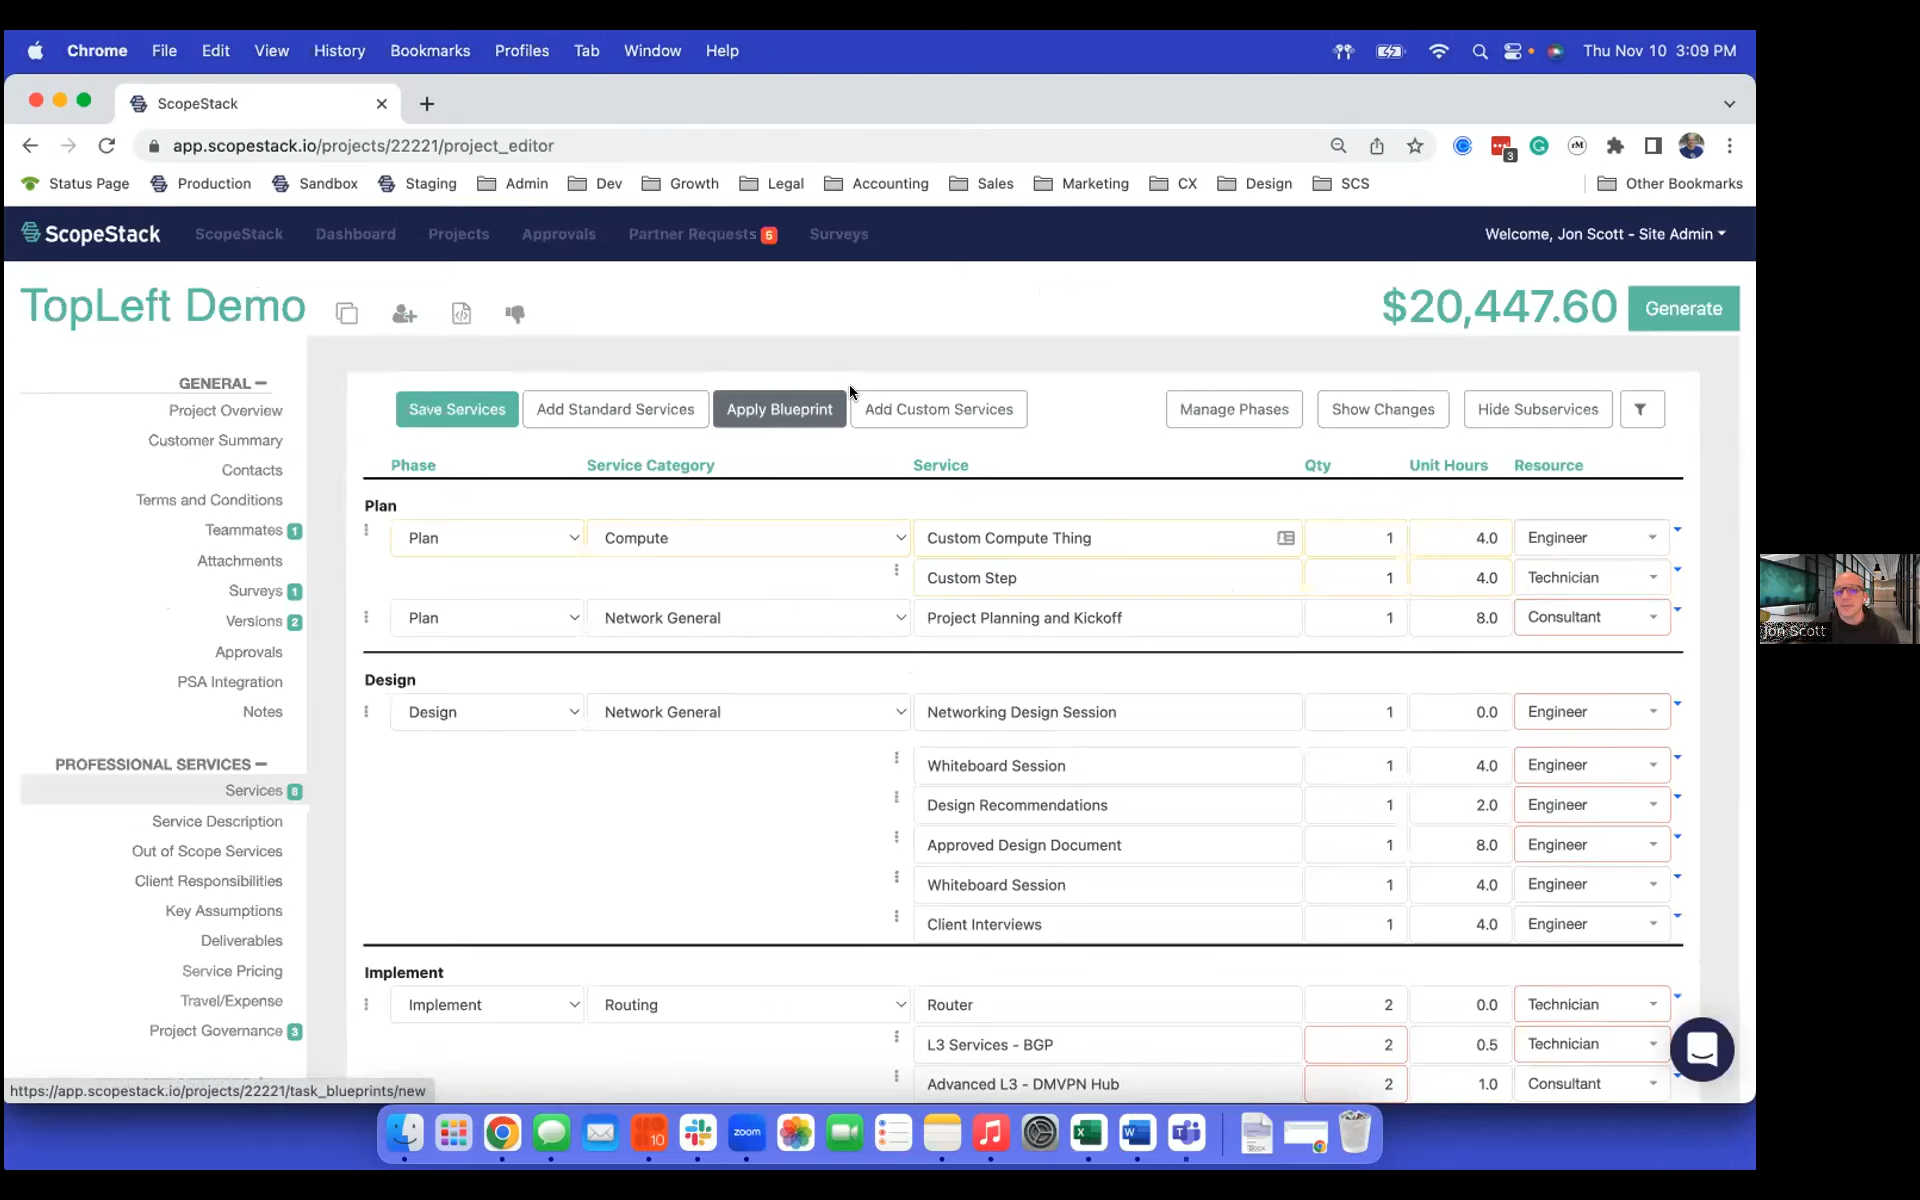 Chrome File Edit View History Bookmarks Profiles Tab Window Help Thu Nov 10 3:09 PM
ScopeStack
app.scopestack.io/projects/22221/project_editor
3
Status Page Production Sandbox Staging Admin Dev Growth Legal Accounting Sales Marketing CX Design SCS Other Bookmarks
ScopeStack ScopeStack Dashboard Projects Approvals Partner Requests 5 Surveys Welcome, Jon Scott - Site Admin
TopLeft Demo $20,447.60 Generate
GENERAL
Project Overview
Customer Summary
Contacts
Terms and Conditions
Teammates 1
Attachments
Surveys 1
Versions 2
Approvals
PSA Integration
Notes
PROFESSIONAL SERVICES
Services 8
Service Description
Out of Scope Services
Client Responsibilities
Key Assumptions
Deliverables
Service Pricing
Travel/Expense
Project Governance 3
Save Services Add Standard Services Apply Blueprint Add Custom Services Manage Phases Show Changes Hide Subservices
Phase Service Category Service Qty Unit Hours Resource
Plan
Plan Compute Custom Compute Thing 1 4.0 Engineer
Custom Step 1 4.0 Technician
Plan Network General Project Planning and Kickoff 1 8.0 Consultant
Design
Design Network General Networking Design Session 1 0.0 Engineer
Whiteboard Session 1 4.0 Engineer
Design Recommendations 1 2.0 Engineer
Approved Design Document 1 8.0 Engineer
Whiteboard Session 1 4.0 Engineer
Client Interviews 1 4.0 Engineer
Implement
Implement Routing Router 2 0.0 Technician
L3 Services - BGP 2 0.5 Technician
Advanced L3 - DMVPN Hub 2 1.0 Consultant
https://app.scopestack.io/projects/22221/task_blueprints/new
10
zoom
Jon Scott